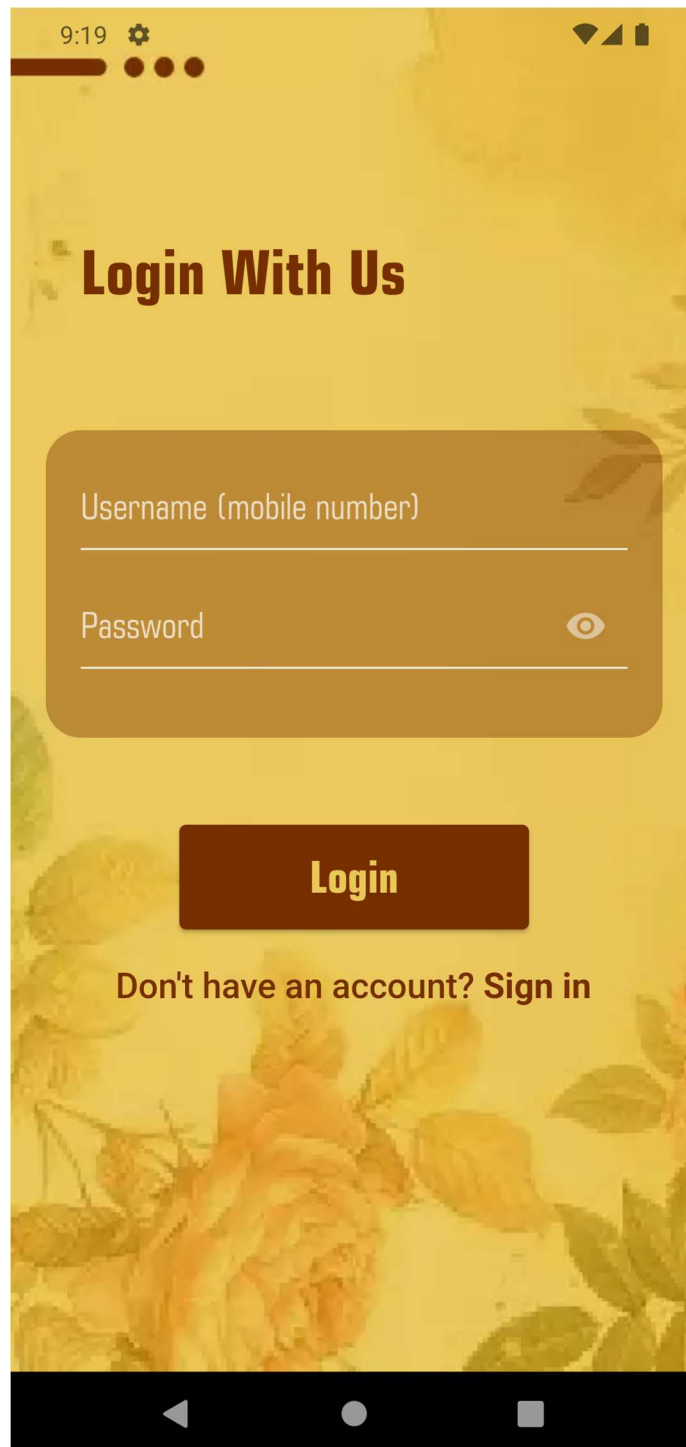 9:19
Login With Us
Username (mobile number)
Password
Login
Don't have an account? Sign in